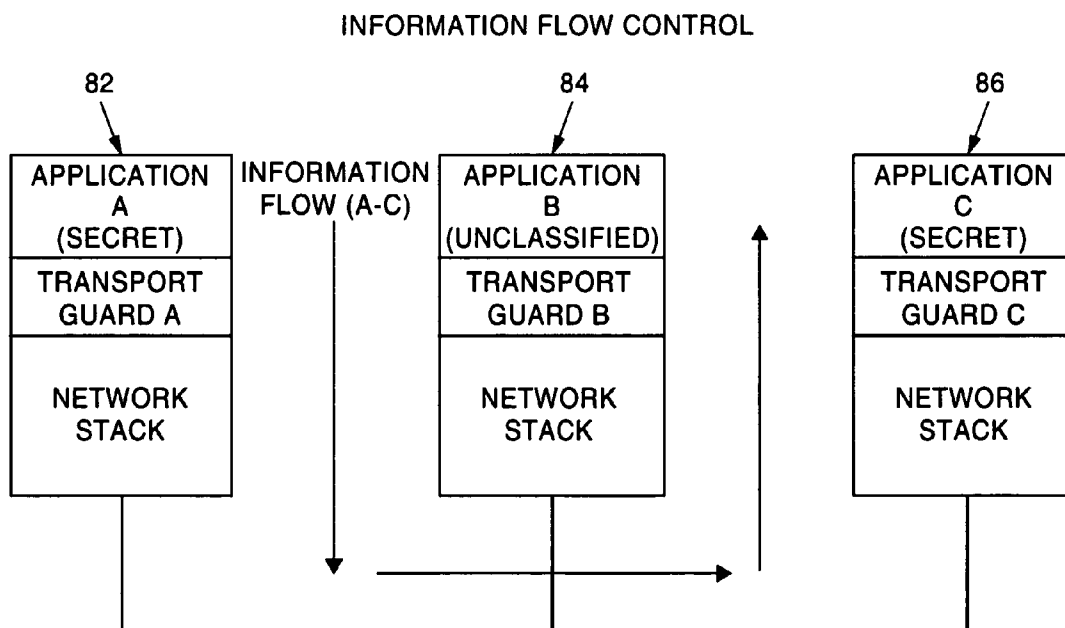 INFORMATION FLOW CONTROL
82
84
86
APPLICATION
A
(SECRET)
INFORMATION
FLOW (A-C)
APPLICATION
B
(UNCLASSIFIED)
APPLICATION
C
(SECRET)
TRANSPORT
GUARD A
TRANSPORT
GUARD B
TRANSPORT
GUARD C
NETWORK
STACK
NETWORK
STACK
NETWORK
STACK